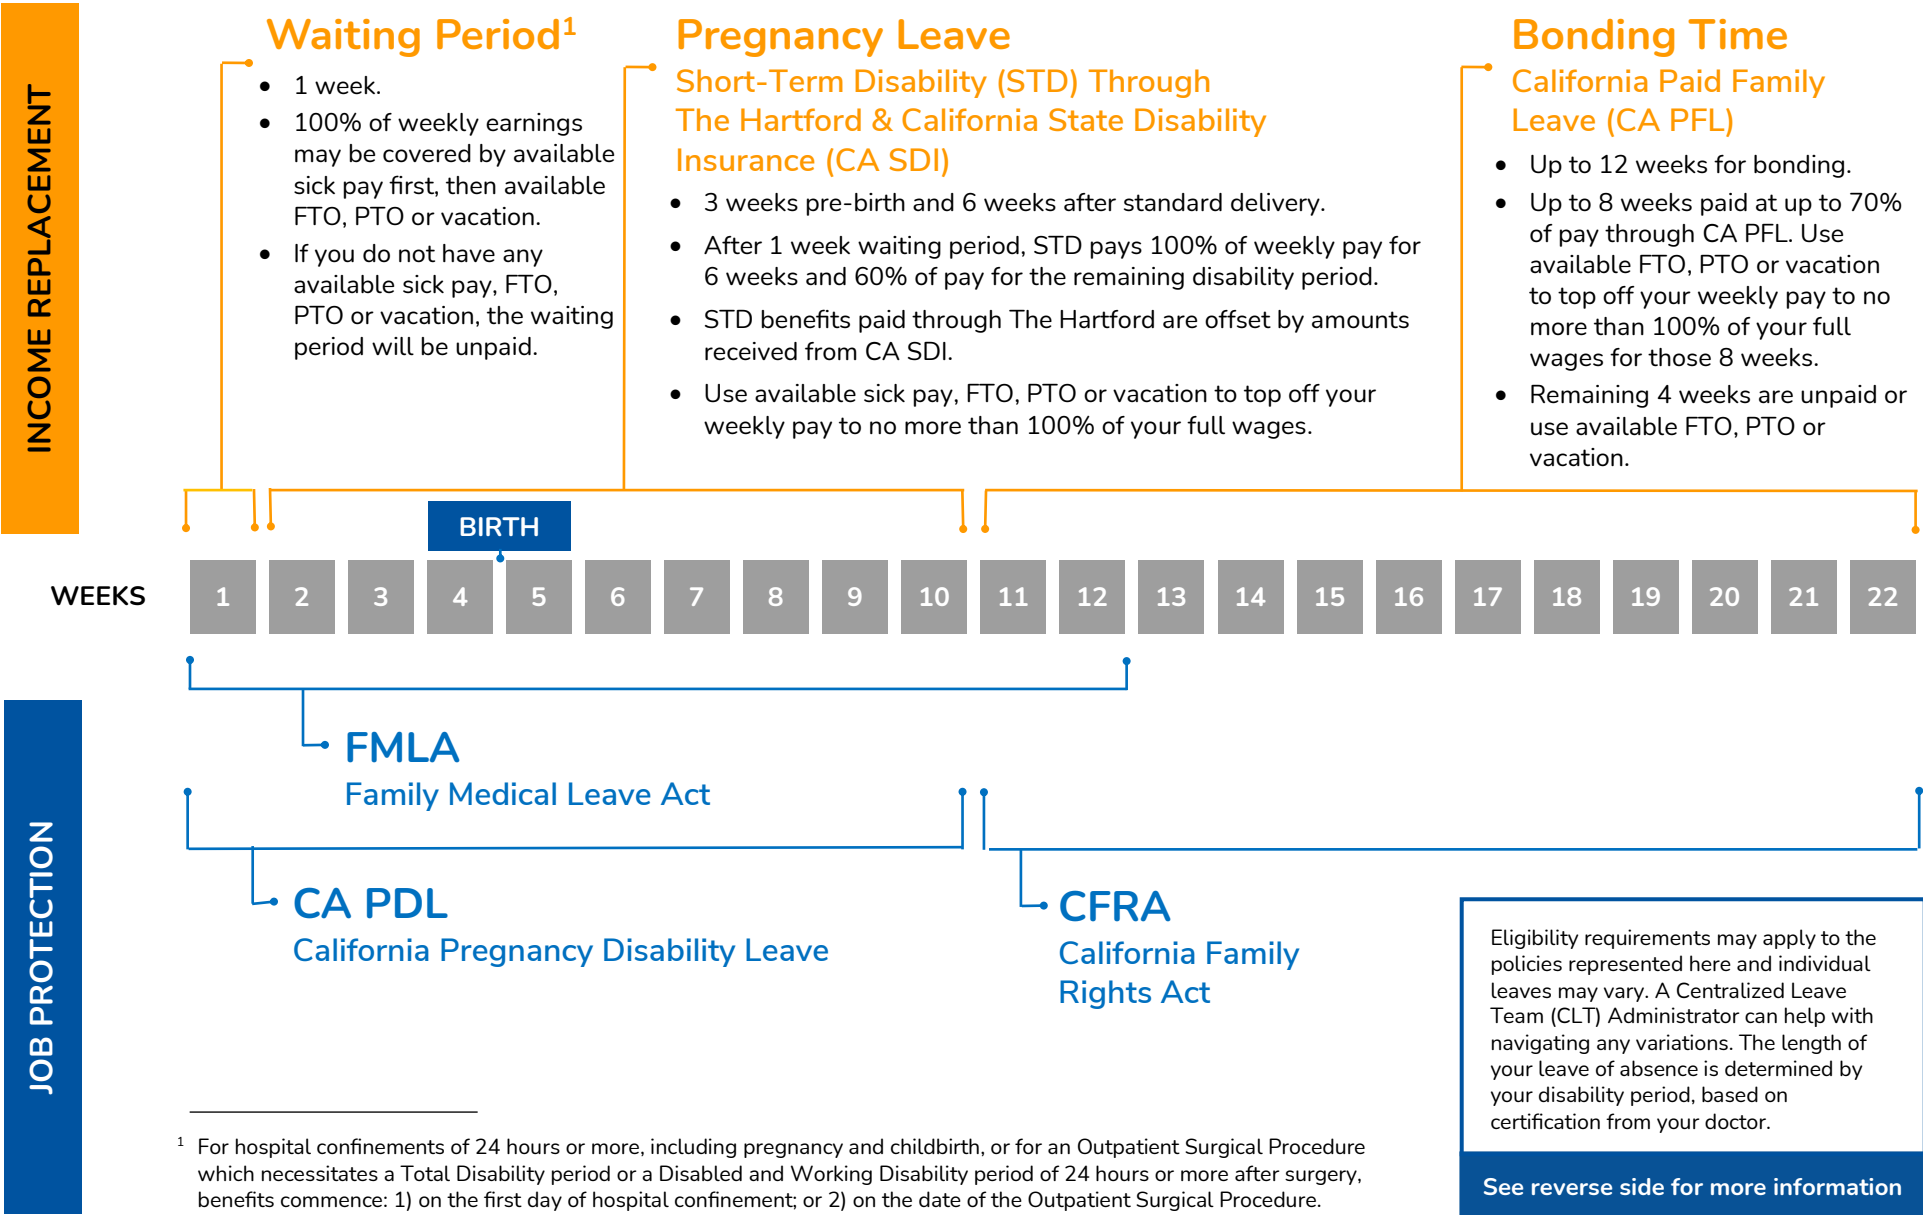 INCOME REPLACEMENT
Waiting Period¹
• 1 week.
• 100% of weekly earnings
may be covered by available
sick pay first, then available
FTO, PTO or vacation.
• If you do not have any
available sick pay, FTO,
PTO or vacation, the waiting
period will be unpaid.
Pregnancy Leave
Short-Term Disability (STD) Through
The Hartford & California State Disability
Insurance (CA SDI)
• 3 weeks pre-birth and 6 weeks after standard delivery.
• After 1 week waiting period, STD pays 100% of weekly pay for
6 weeks and 60% of pay for the remaining disability period.
• STD benefits paid through The Hartford are offset by amounts
received from CA SDI.
• Use available sick pay, FTO, PTO or vacation to top off your
weekly pay to no more than 100% of your full wages.
Bonding Time
California Paid Family
Leave (CA PFL)
• Up to 12 weeks for bonding.
• Up to 8 weeks paid at up to 70%
of pay through CA PFL. Use
available FTO, PTO or vacation
to top off your weekly pay to no
more than 100% of your full
wages for those 8 weeks.
• Remaining 4 weeks are unpaid or
use available FTO, PTO or
vacation.
BIRTH
WEEKS 1 2 3 4 5 6 7 8 9 10 11 12 13 14 15 16 17 18 19 20 21 22
JOB PROTECTION
FMLA
Family Medical Leave Act
CA PDL
California Pregnancy Disability Leave
CFRA
California Family
Rights Act
Eligibility requirements may apply to the
policies represented here and individual
leaves may vary. A Centralized Leave
Team (CLT) Administrator can help with
navigating any variations. The length of
your leave of absence is determined by
your disability period, based on
certification from your doctor.
See reverse side for more information
¹ For hospital confinements of 24 hours or more, including pregnancy and childbirth, or for an Outpatient Surgical Procedure
which necessitates a Total Disability period or a Disabled and Working Disability period of 24 hours or more after surgery,
benefits commence: 1) on the first day of hospital confinement; or 2) on the date of the Outpatient Surgical Procedure.